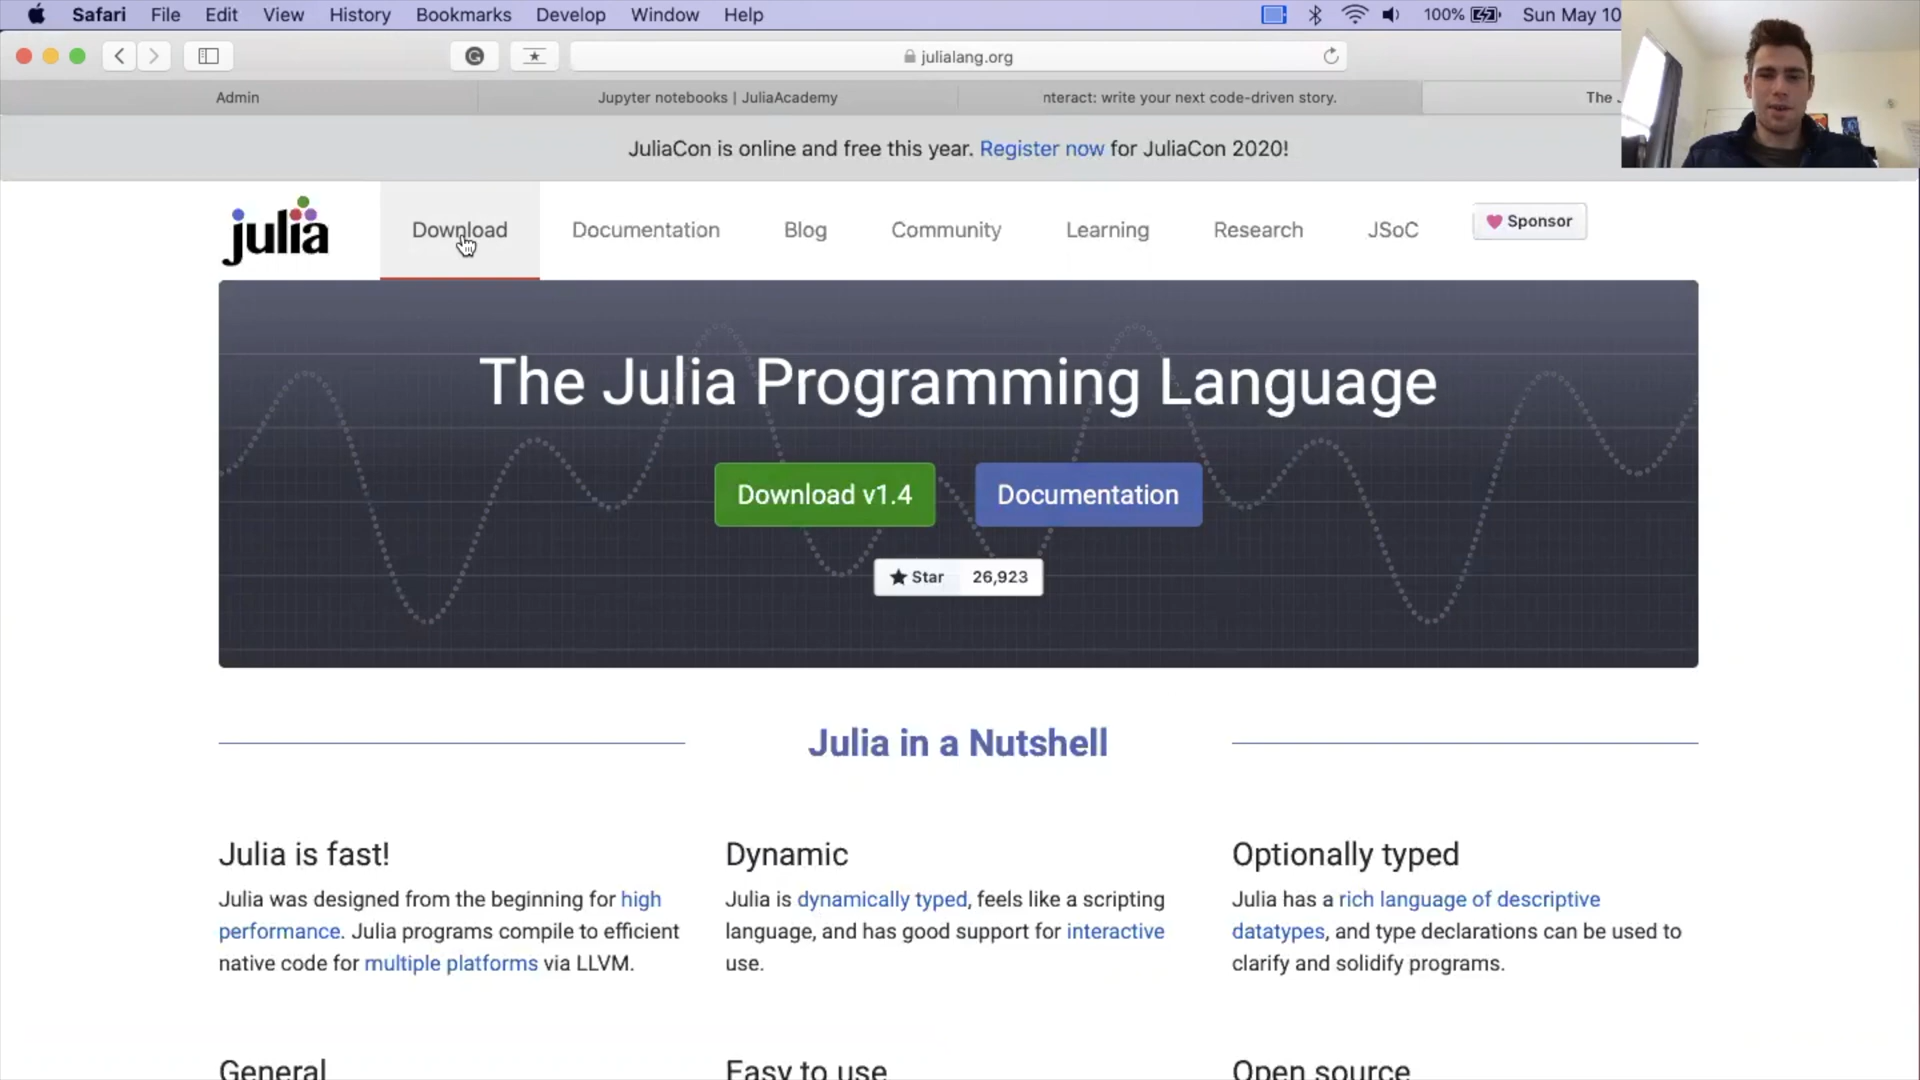 Safari File Edit View History Bookmarks Develop Window Help 100% Sun May 10
julialang.org
Admin Jupyter notebooks | JuliaAcademy nteract: write your next code-driven story. The
JuliaCon is online and free this year. Register now for JuliaCon 2020!
julia Download Documentation Blog Community Learning Research JSoC Sponsor
The Julia Programming Language
Download v1.4 Documentation
Star 26,923
Julia in a Nutshell
Julia is fast!
Julia was designed from the beginning for high
performance. Julia programs compile to efficient
native code for multiple platforms via LLVM.
Dynamic
Julia is dynamically typed, feels like a scripting
language, and has good support for interactive
use.
Optionally typed
Julia has a rich language of descriptive
datatypes, and type declarations can be used to
clarify and solidify programs.
General
Easy to use
Open source